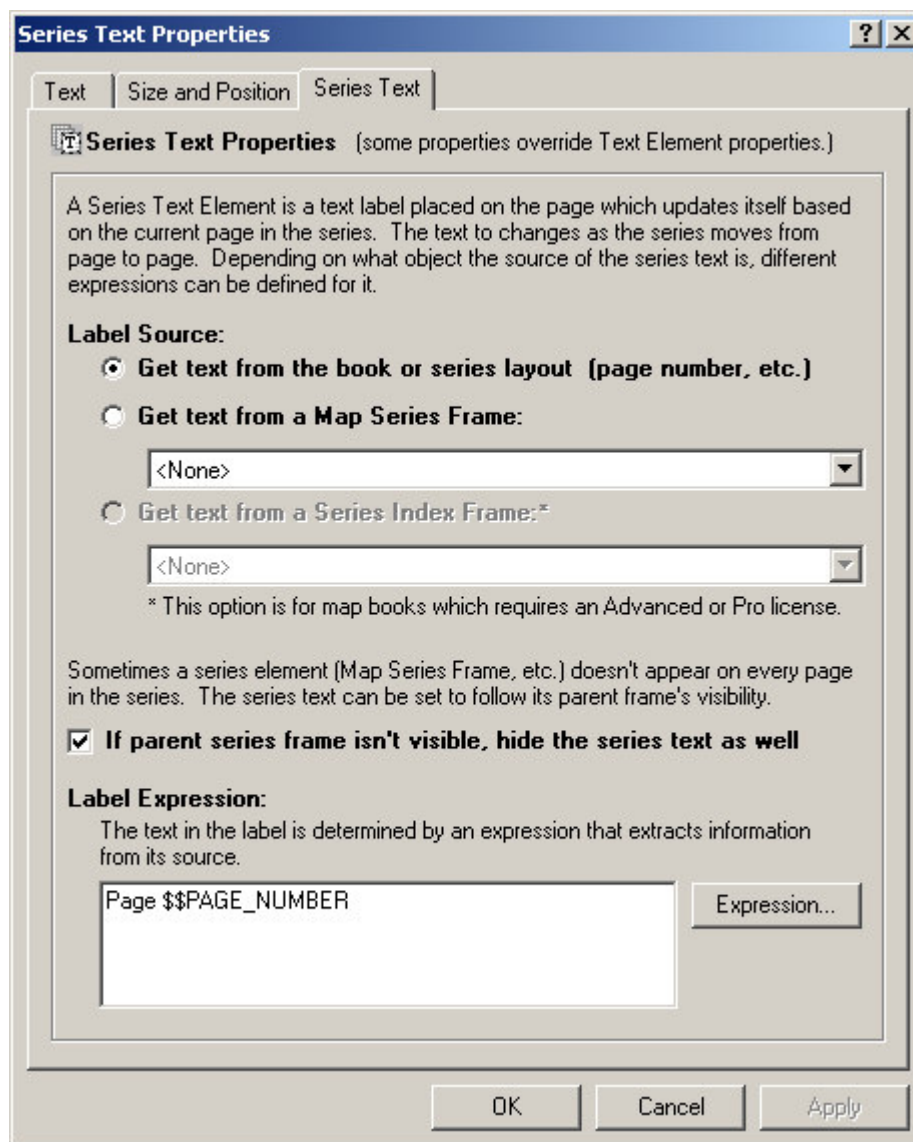 Series Text Properties
Text
Size and Position
Series Text
Series Text Properties (some properties override Text Element properties.)
A Series Text Element is a text label placed on the page which updates itself based
on the current page in the series. The text to changes as the series moves from
page to page. Depending on what object the source of the series text is, different
expressions can be defined for it.
Label Source:
Get text from the book or series layout (page number, etc.)
Get text from a Map Series Frame:
<None>
Get text from a Series Index Frame:*
<None>
* This option is for map books which requires an Advanced or Pro license.
Sometimes a series element (Map Series Frame, etc.) doesn't appear on every page
in the series. The series text can be set to follow its parent frame's visibility.
If parent series frame isn't visible, hide the series text as well
Label Expression:
The text in the label is determined by an expression that extracts information
from its source.
Page $$PAGE_NUMBER
Expression...
OK
Cancel
Apply